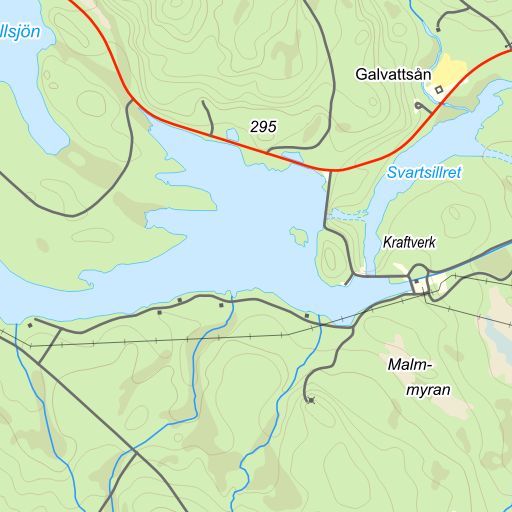 llsjön
Galvattsån
295
Svartsillret
Kraftverk
Malm-
myran